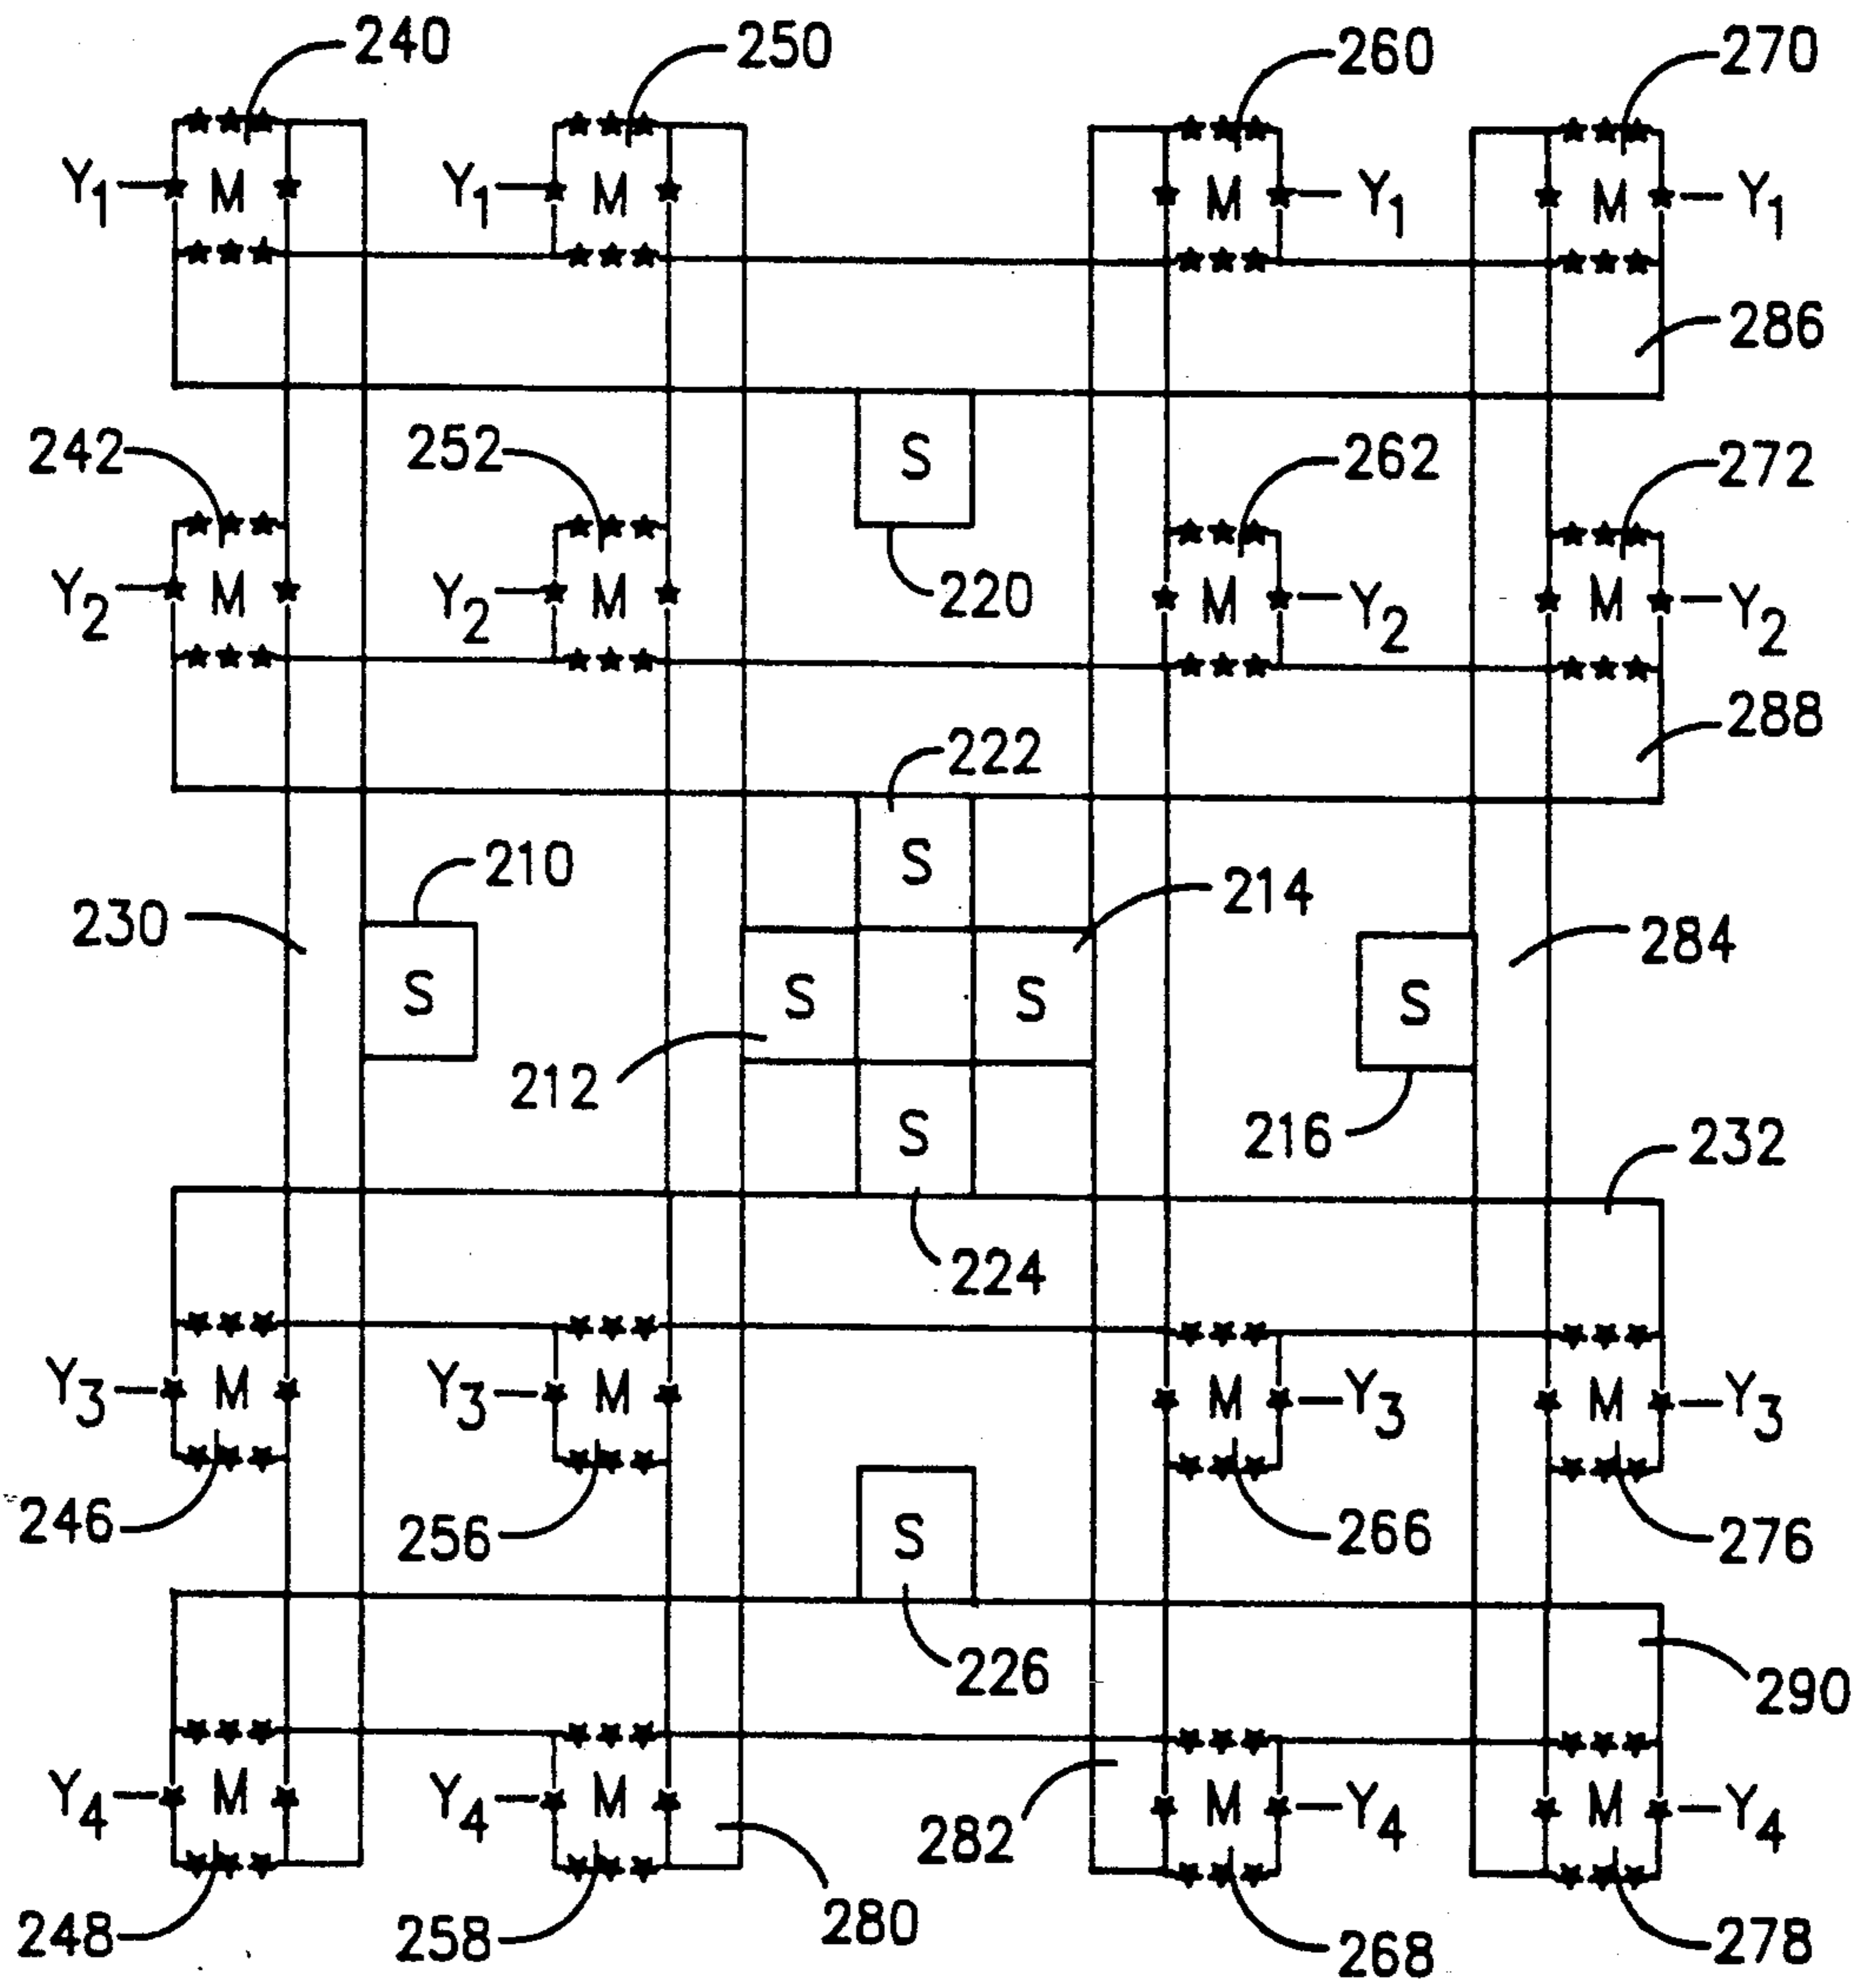 240 250 260 270
Y1 M Y1 M M Y1 M Y1
286
242 252 S 262 272
Y2 M Y2 M 220 M Y2 M Y2
288
222
S
210 214
230 S S S S 284
212
S 216
232
224
Y3 M Y3 M M Y3 M Y3
246 256 S 266 276
226
290
Y4 M Y4 M 282 M Y4 M Y4
248 258 280 268 278